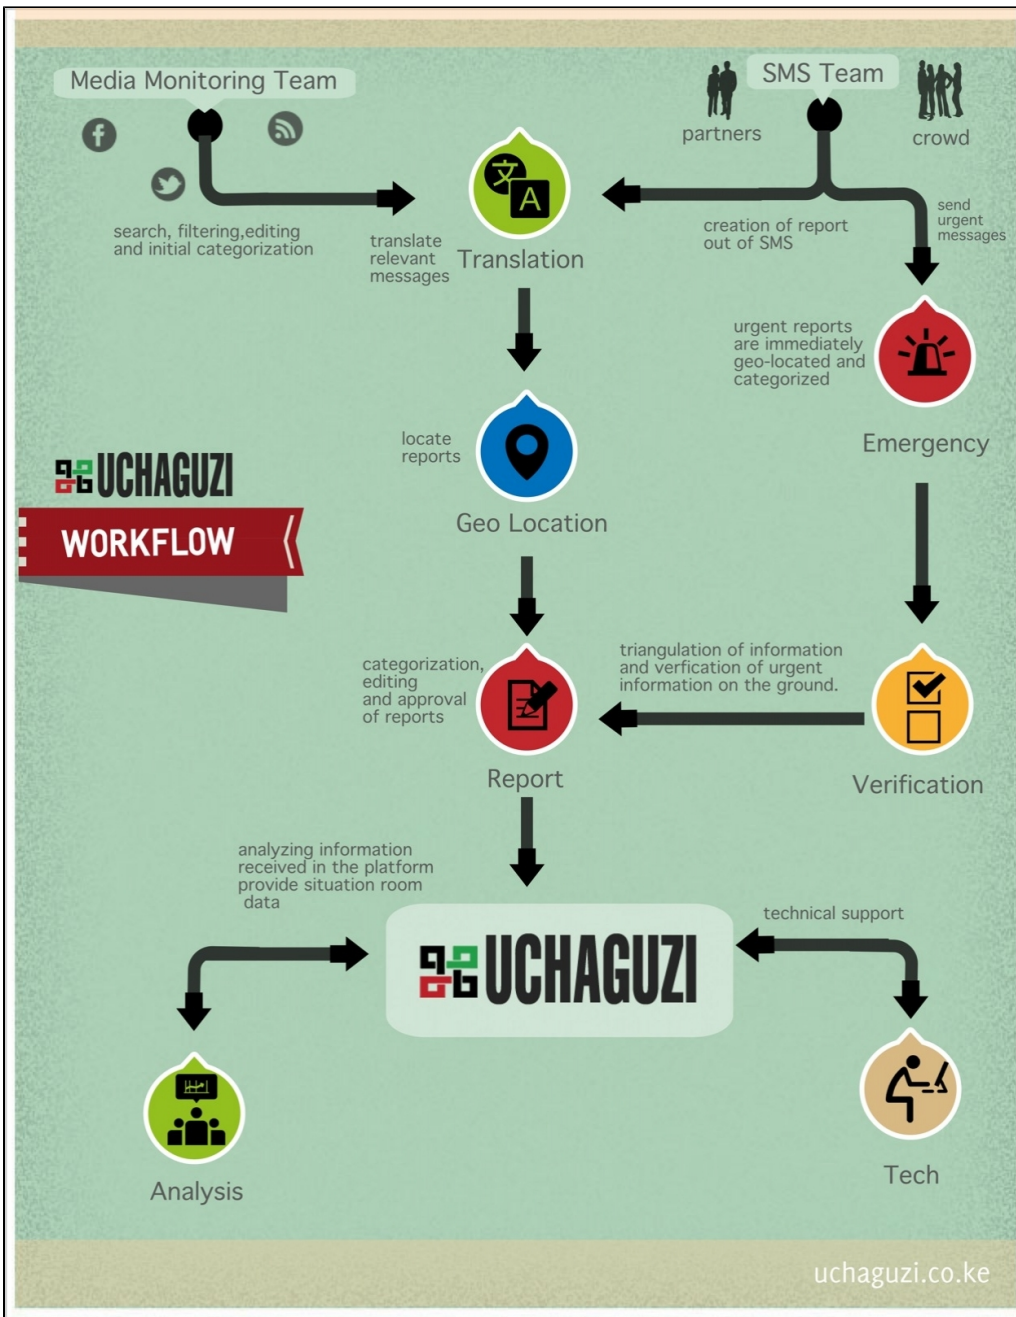 Media Monitoring Team
SMS Team
partners
crowd
search, filtering,editing
and initial categorization
translate
relevant
messages
文
A
Translation
creation of report
out of SMS
send
urgent
messages
urgent reports
are immediately
geo-located and
categorized
Emergency
locate
reports
Geo Location
UCHAGUZI
WORKFLOW
categorization,
editing
and approval
of reports
Report
triangulation of information
and verfication of urgent
information on the ground.
Verification
analyzing information
received in the platform
provide situation room
data
technical support
UCHAGUZI
Analysis
Tech
uchaguzi.co.ke